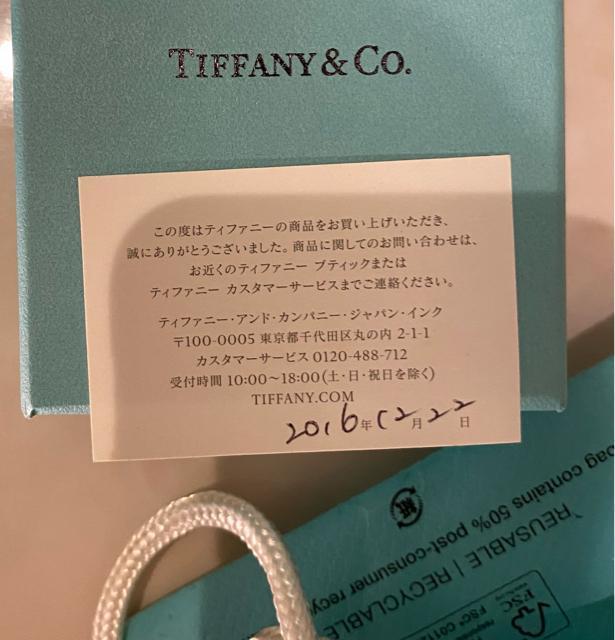 TIFFANY & CO.
この度はティファニーの商品をお買い上げいただき、
誠にありがとうございました。商品に関してのお問い合わせは、
お近くのティファニー ブティックまたは
ティファニー カスタマーサービスまでご連絡ください。
ティファニー・アンド・カンパニー・ジャパン・インク
〒100-0005 東京都千代田区丸の内 2-1-1
カスタマーサービス 0120-488-712
受付時間 10:00〜18:00(土・日・祝日を除く)
TIFFANY.COM
2016年12月22日
REUSABLE | RECYCLABLE
bag contains 50% post-consumer
FSC
FSC®